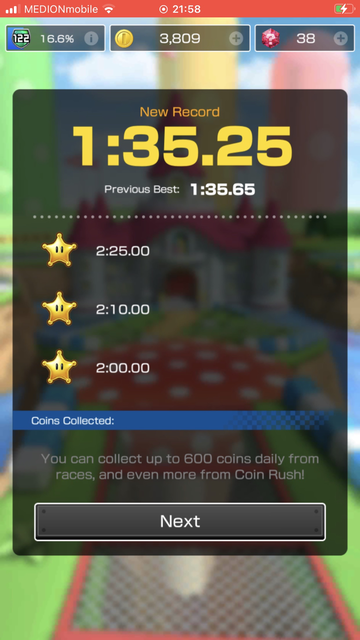 MEDIONmobile 21:58
122 16.6% i 3,809 + 38 +
New Record
1:35.25
Previous Best: 1:35.65
2:25.00
2:10.00
2:00.00
Coins Collected:
You can collect up to 600 coins daily from
races, and even more from Coin Rush!
Next